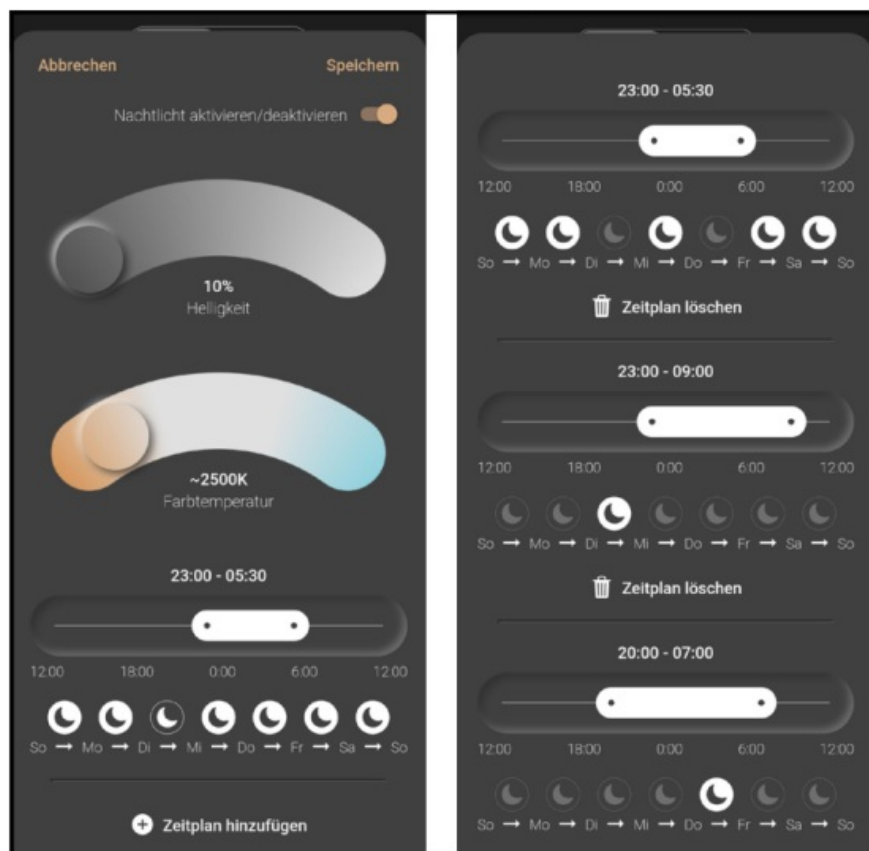 Abbrechen Speichern
Nachtlicht aktivieren/deaktivieren
10%
Helligkeit
~2500K
Farbtemperatur
23:00 - 05:30
12:00 18:00 0:00 6:00 12:00
So → Mo → Di → Mi → Do → Fr → Sa → So
Zeitplan hinzufügen
23:00 - 05:30
12:00 18:00 0:00 6:00 12:00
So → Mo → Di → Mi → Do → Fr → Sa → So
Zeitplan löschen
23:00 - 09:00
12:00 18:00 0:00 6:00 12:00
So → Mo → Di → Mi → Do → Fr → Sa → So
Zeitplan löschen
20:00 - 07:00
12:00 18:00 0:00 6:00 12:00
So → Mo → Di → Mi → Do → Fr → Sa → So